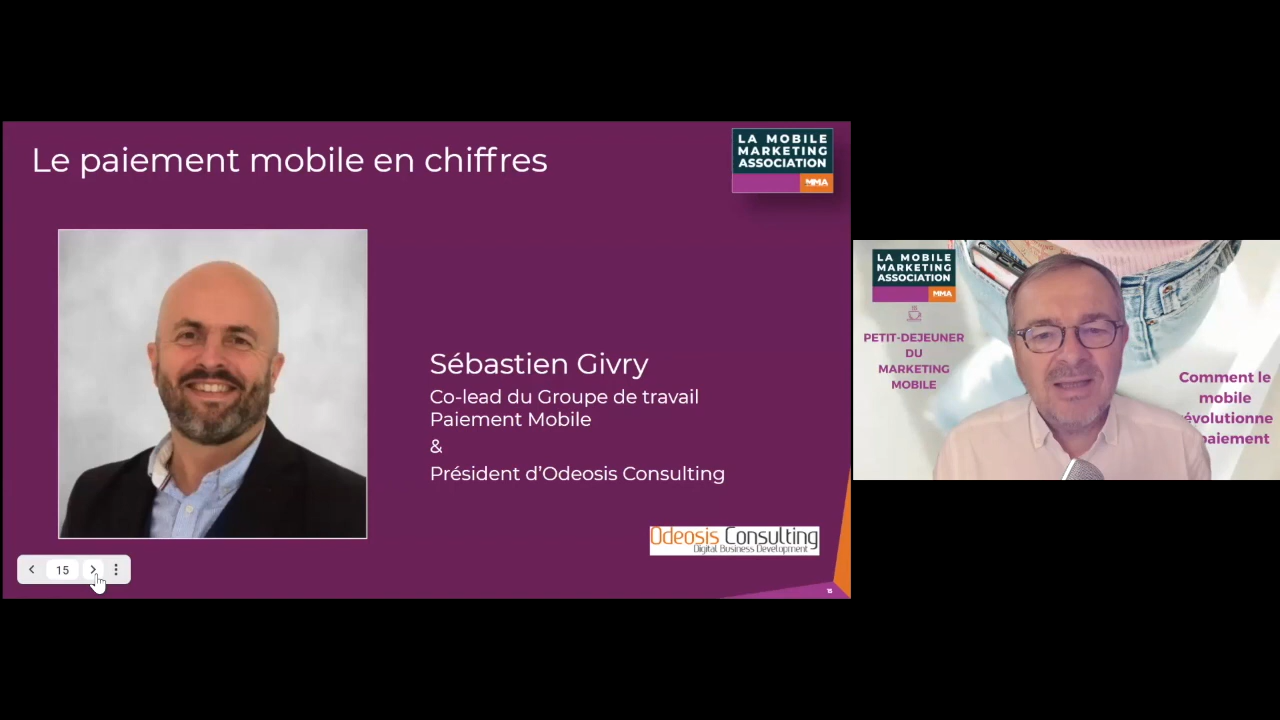 Le paiement mobile en chiffres
LA MOBILE
MARKETING
ASSOCIATION
MMA
Sébastien Givry
Co-lead du Groupe de travail
Paiement Mobile
&
Président d'Odeosis Consulting
Odeosis Consulting
Digital Business Development
15
15
LA MOBILE
MARKETING
ASSOCIATION
MMA
PETIT-DEJEUNER
DU
MARKETING
MOBILE
Comment le
mobile
évolutionne
paiement